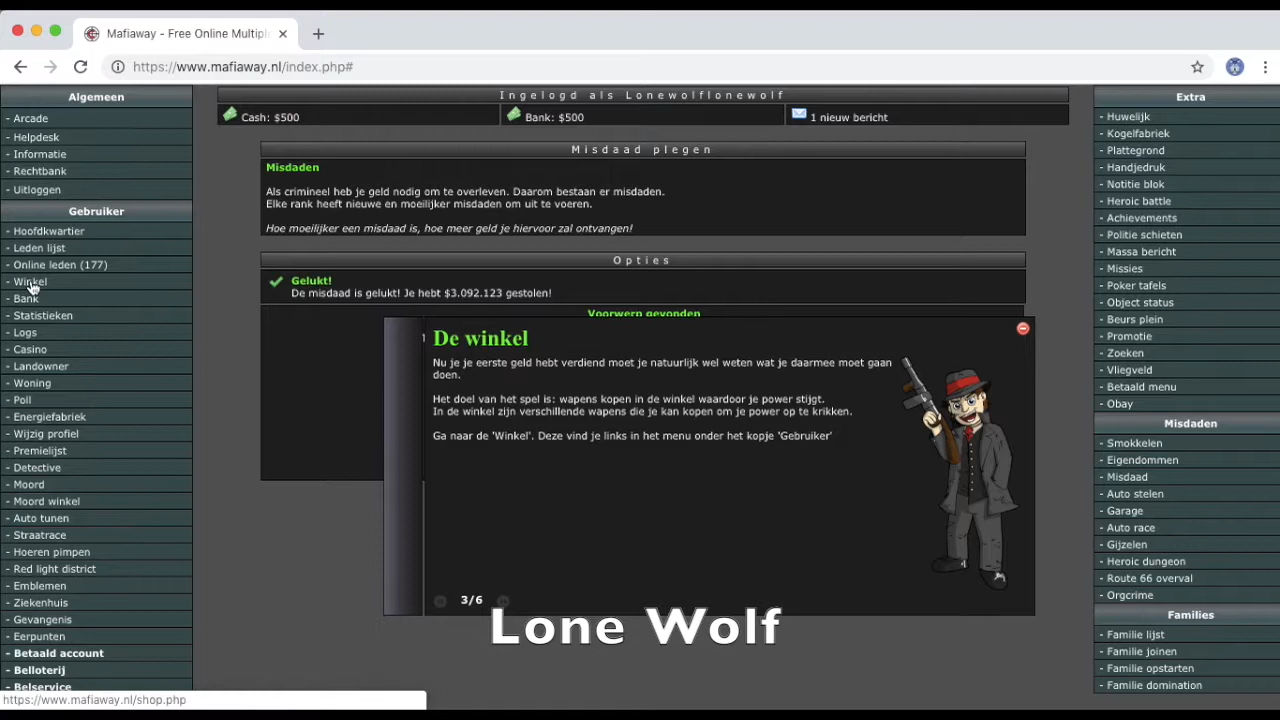 Mafiaway - Free Online Multipl
https://www.mafiaway.nl/index.php#
Algemeen
- Arcade
- Helpdesk
- Informatie
- Rechtbank
- Uitloggen
Gebruiker
- Hoofdkwartier
- Leden lijst
- Online leden (177)
- Winkel
- Bank
- Statistieken
- Logs
- Casino
- Landowner
- Woning
- Poll
- Energiefabriek
- Wijzig profiel
- Premielijst
- Detective
- Moord
- Moord winkel
- Auto tunen
- Straatrace
- Hoeren pimpen
- Red light district
- Emblemen
- Ziekenhuis
- Gevangenis
- Eerpunten
- Betaald account
- Belloterij
- Belservice
https://www.mafiaway.nl/shop.php
Ingelogd als Lonewolflonewolf
Cash: $500
Bank: $500
1 nieuw bericht
Misdaad plegen
Misdaden
Als crimineel heb je geld nodig om te overleven. Daarom bestaan er misdaden.
Elke rank heeft nieuwe en moeilijker misdaden om uit te voeren.
Hoe moeilijker een misdaad is, hoe meer geld je hiervoor zal ontvangen!
Opties
Gelukt!
De misdaad is gelukt! Je hebt $3.092.123 gestolen!
Voorwerp gevonden
De winkel
Nu je je eerste geld hebt verdiend moet je natuurlijk wel weten wat je daarmee moet gaan
doen.
Het doel van het spel is: wapens kopen in de winkel waardoor je power stijgt.
In de winkel zijn verschillende wapens die je kan kopen om je power op te krikken.
Ga naar de 'Winkel'. Deze vind je links in het menu onder het kopje 'Gebruiker'
3/6
Lone Wolf
Extra
- Huwelijk
- Kogelfabriek
- Plattegrond
- Handjedruk
- Notitie blok
- Heroic battle
- Achievements
- Politie schieten
- Massa bericht
- Missies
- Poker tafels
- Object status
- Beurs plein
- Promotie
- Zoeken
- Vliegveld
- Betaald menu
- Obay
Misdaden
- Smokkelen
- Eigendommen
- Misdaad
- Auto stelen
- Garage
- Auto race
- Gijzelen
- Heroic dungeon
- Route 66 overval
- Orgcrime
Families
- Familie lijst
- Familie joinen
- Familie opstarten
- Familie domination